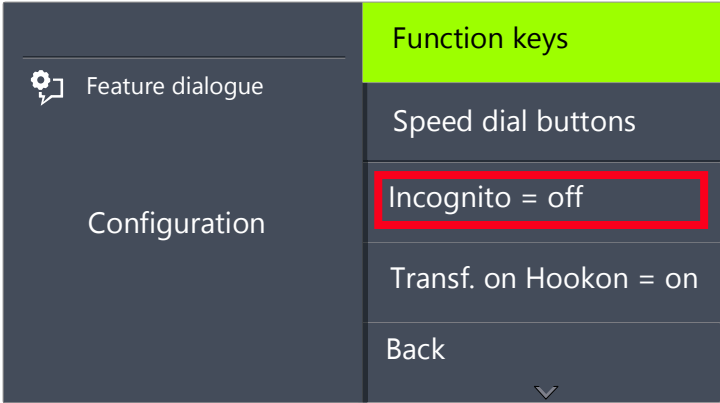 Feature dialogue
Configuration
Function keys
Speed dial buttons
Incognito = off
Transf. on Hookon = on
Back